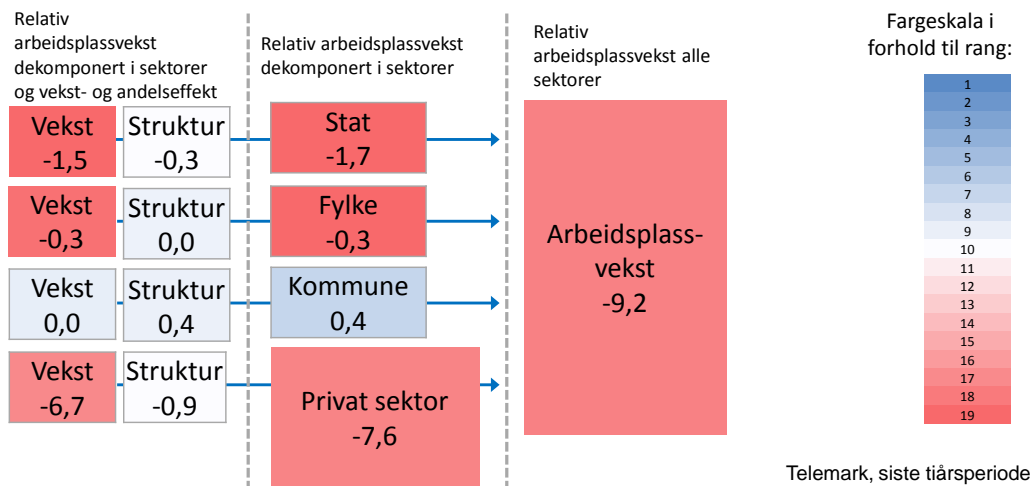 Relativ
arbeidsplassvekst
dekomponert i sektorer
og vekst- og andelseffekt
Relativ arbeidsplassvekst
dekomponert i sektorer
Relativ
arbeidsplassvekst alle
sektorer
Fargeskala i
forhold til rang:
Vekst
-1,5
Struktur
-0,3
Stat
-1,7
Vekst
-0,3
Struktur
0,0
Fylke
-0,3
Vekst
0,0
Struktur
0,4
Kommune
0,4
Vekst
-6,7
Struktur
-0,9
Privat sektor
-7,6
Arbeidsplass-
vekst
-9,2
1
2
3
4
5
6
7
8
9
10
11
12
13
14
15
16
17
18
19
Telemark, siste tiårsperiode